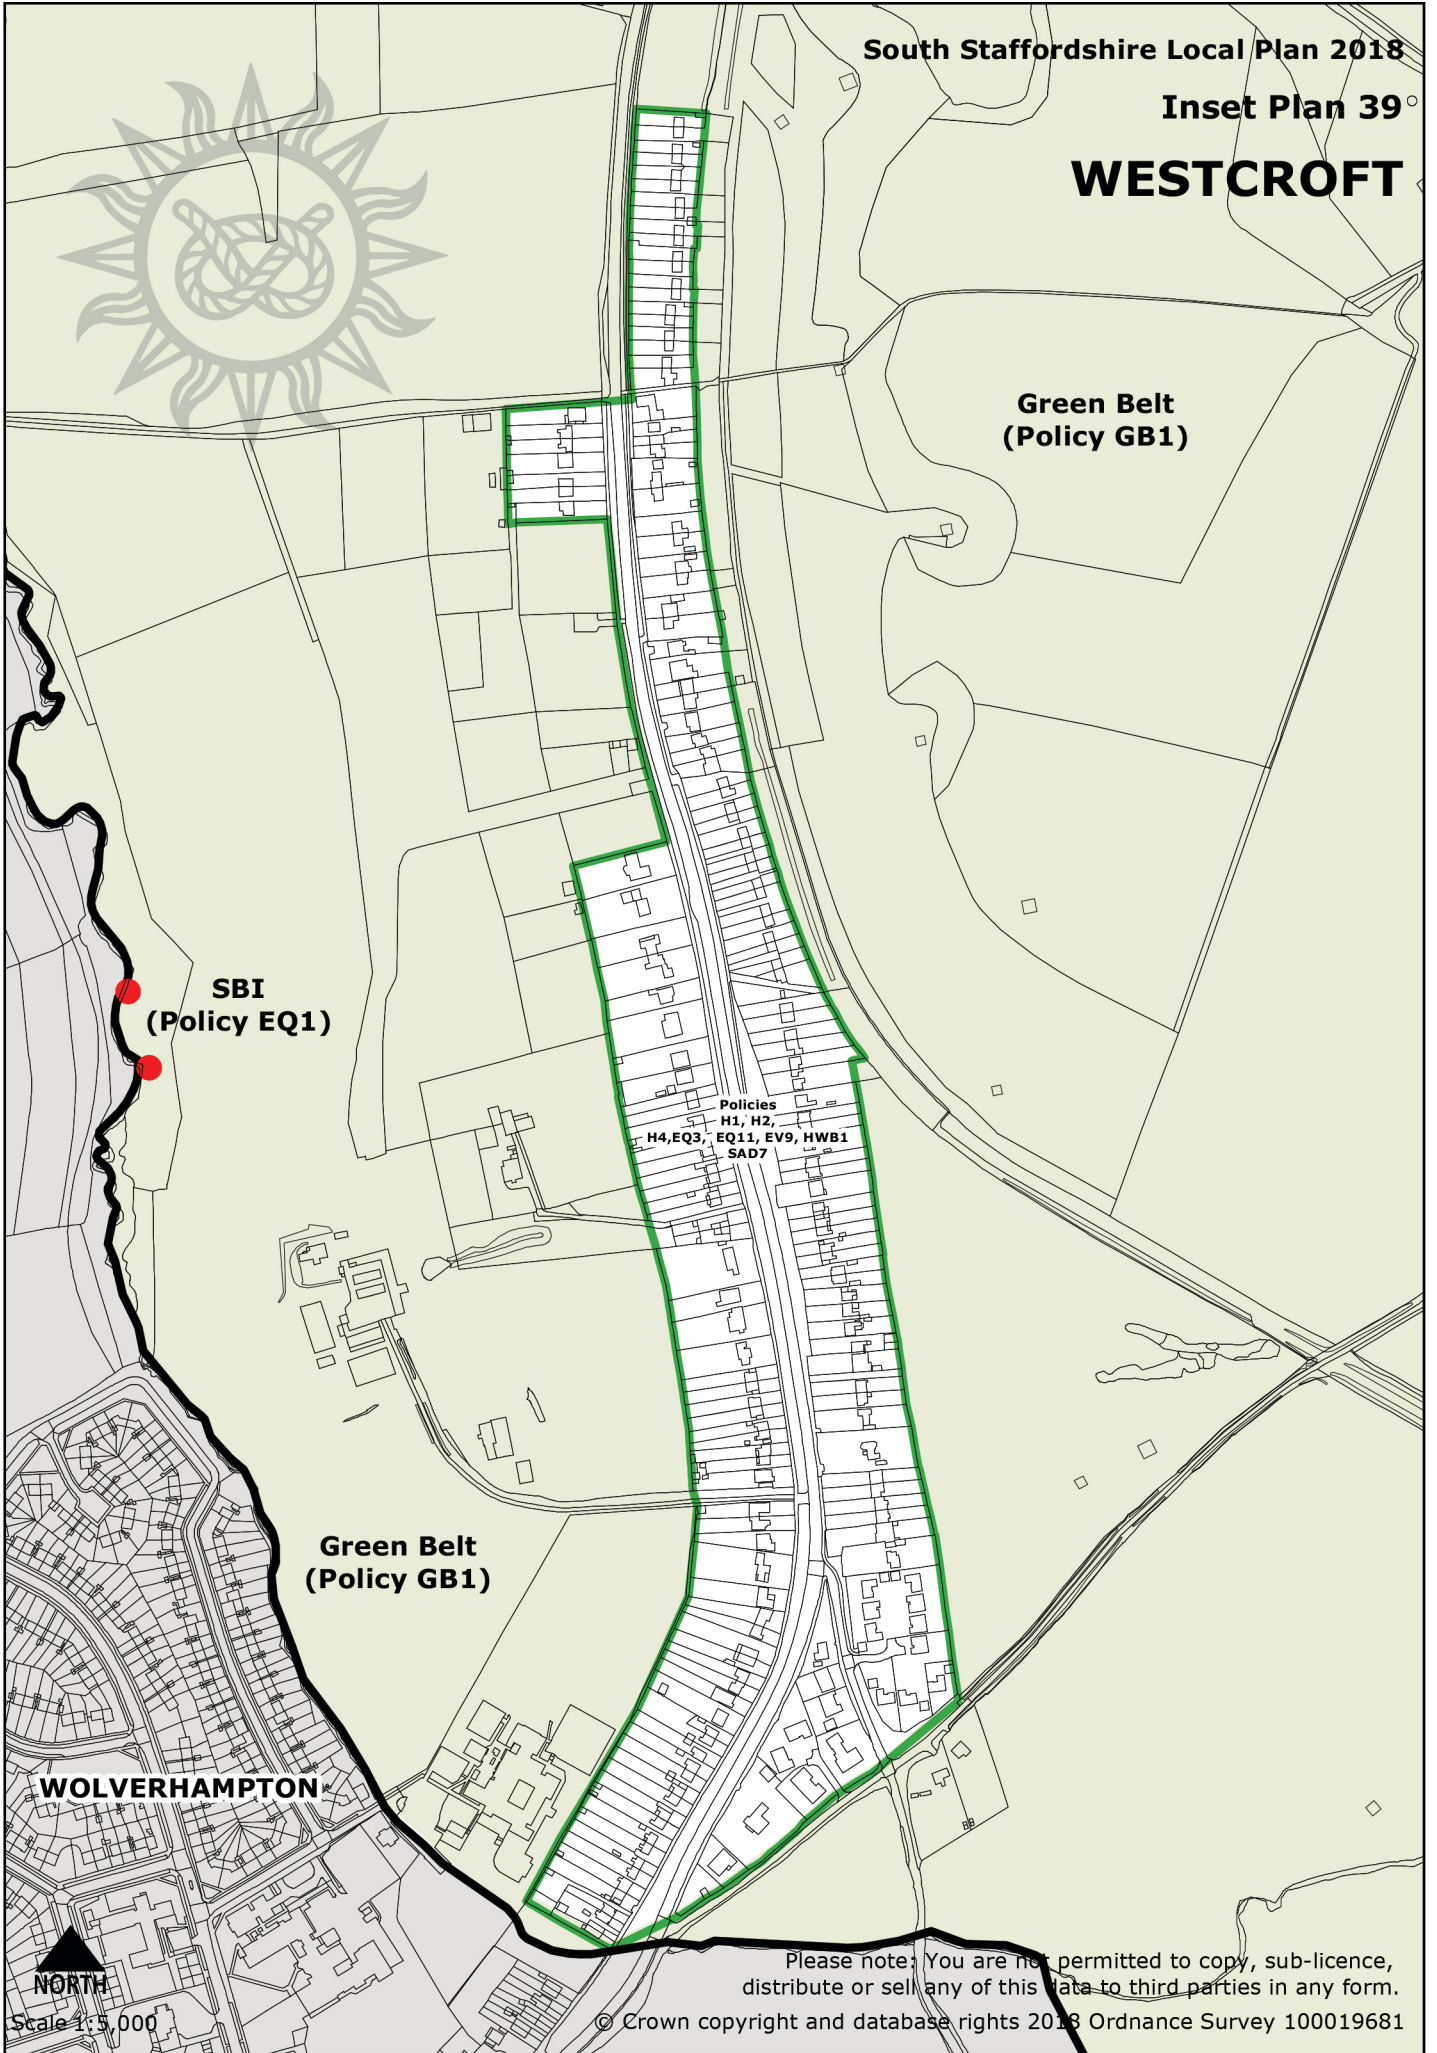 South Staffordshire Local Plan 2018
Inset Plan 39
WESTCROFT
Green Belt
(Policy GB1)
SBI
(Policy EQ1)
Policies
H1, H2,
H4,EQ3, EQ11, EV9, HWB1
SAD7
Green Belt
(Policy GB1)
WOLVERHAMPTON
NORTH
Scale 1:5,000
Please note: You are not permitted to copy, sub-licence,
distribute or sell any of this data to third parties in any form.
© Crown copyright and database rights 2018 Ordnance Survey 100019681